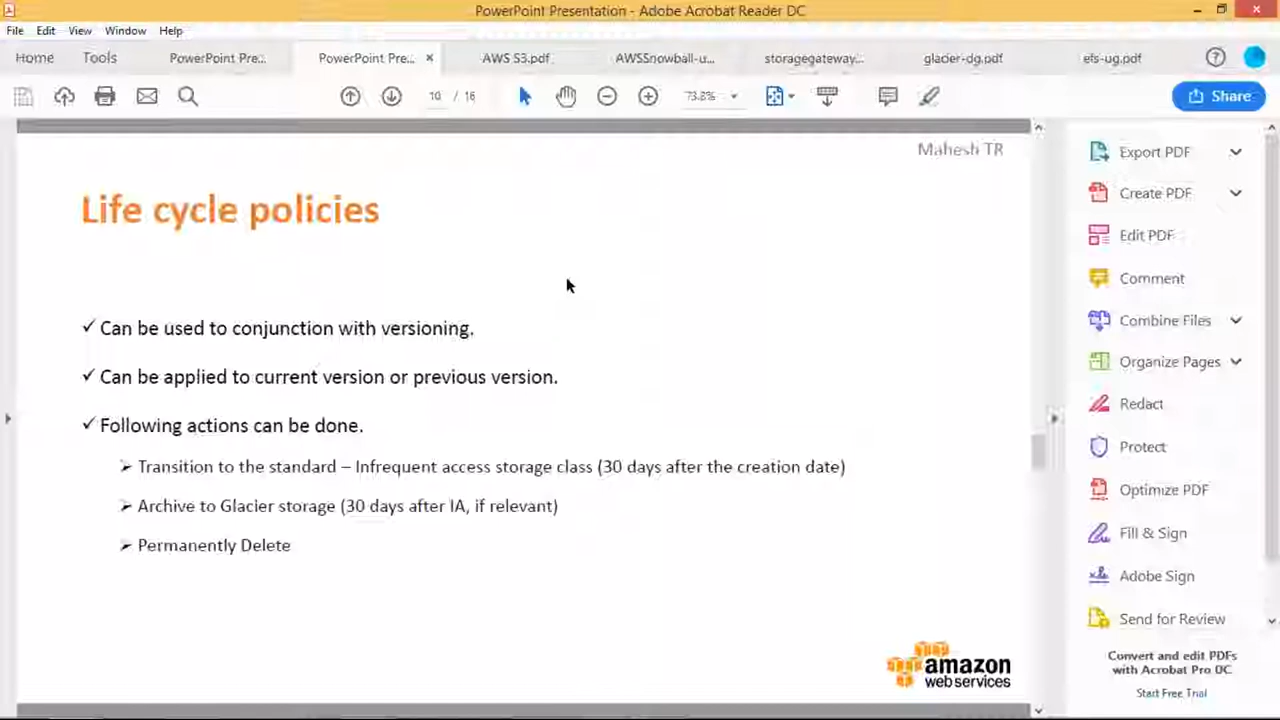 PowerPoint Presentation - Adobe Acrobat Reader DC
File Edit View Window Help
Home Tools PowerPoint Pre... PowerPoint Pre... × AWS S3.pdf AWSSnowball-u... storagegateway... glacier-dg.pdf efs-ug.pdf
10 / 16 73.8% Share
Mahesh TR
Life cycle policies
✓ Can be used to conjunction with versioning.
✓ Can be applied to current version or previous version.
✓ Following actions can be done.
➢ Transition to the standard – Infrequent access storage class (30 days after the creation date)
➢ Archive to Glacier storage (30 days after IA, if relevant)
➢ Permanently Delete
amazon
web services
Export PDF
Create PDF
Edit PDF
Comment
Combine Files
Organize Pages
Redact
Protect
Optimize PDF
Fill & Sign
Adobe Sign
Send for Review
Convert and edit PDFs
with Acrobat Pro DC
Start Free Trial